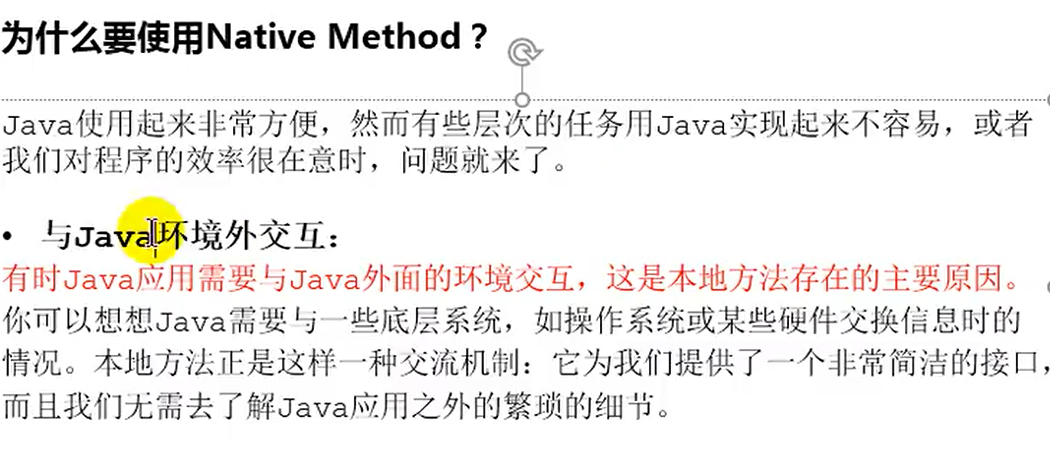 为什么要使用Native Method？
Java使用起来非常方便，然而有些层次的任务用Java实现起来不容易，或者
我们对程序的效率很在意时，问题就来了。
• 与Java环境外交互：
有时Java应用需要与Java外面的环境交互，这是本地方法存在的主要原因。
你可以想想Java需要与一些底层系统，如操作系统或某些硬件交换信息时的
情况。本地方法正是这样一种交流机制：它为我们提供了一个非常简洁的接口，
而且我们无需去了解Java应用之外的繁琐的细节。